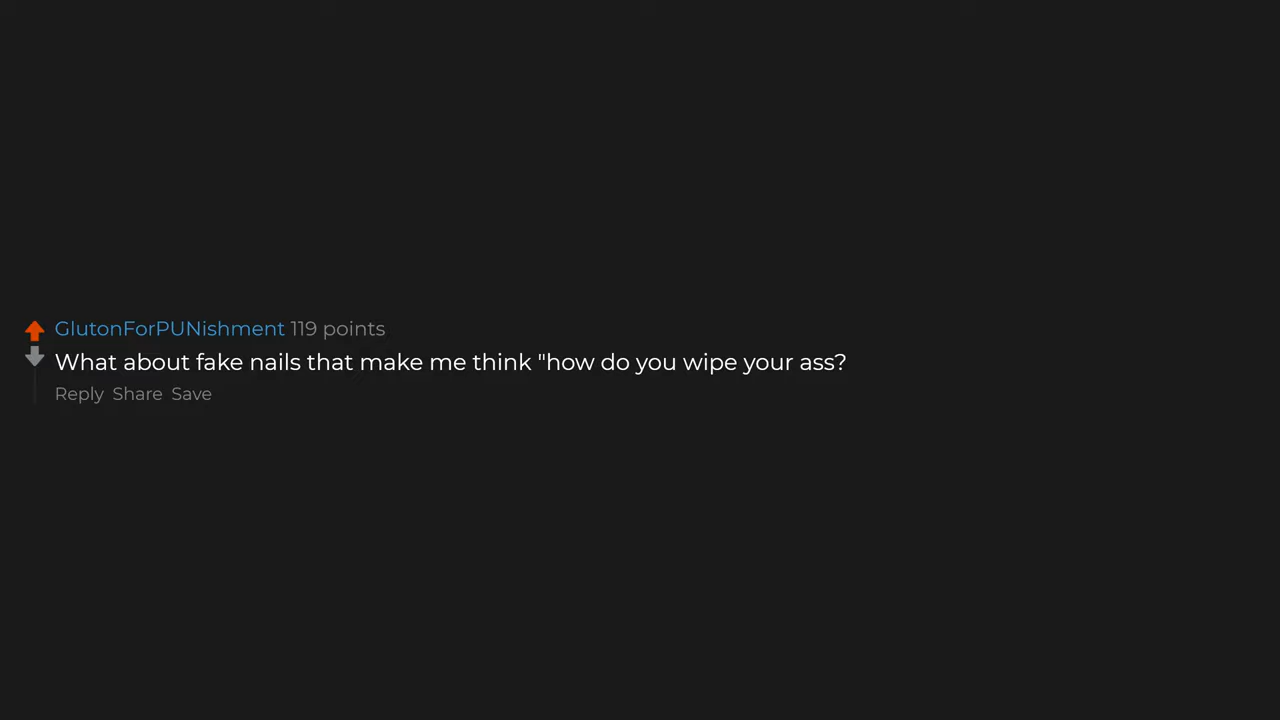 GlutonForPUNishment 119 points
What about fake nails that make me think "how do you wipe your ass?
Reply Share Save